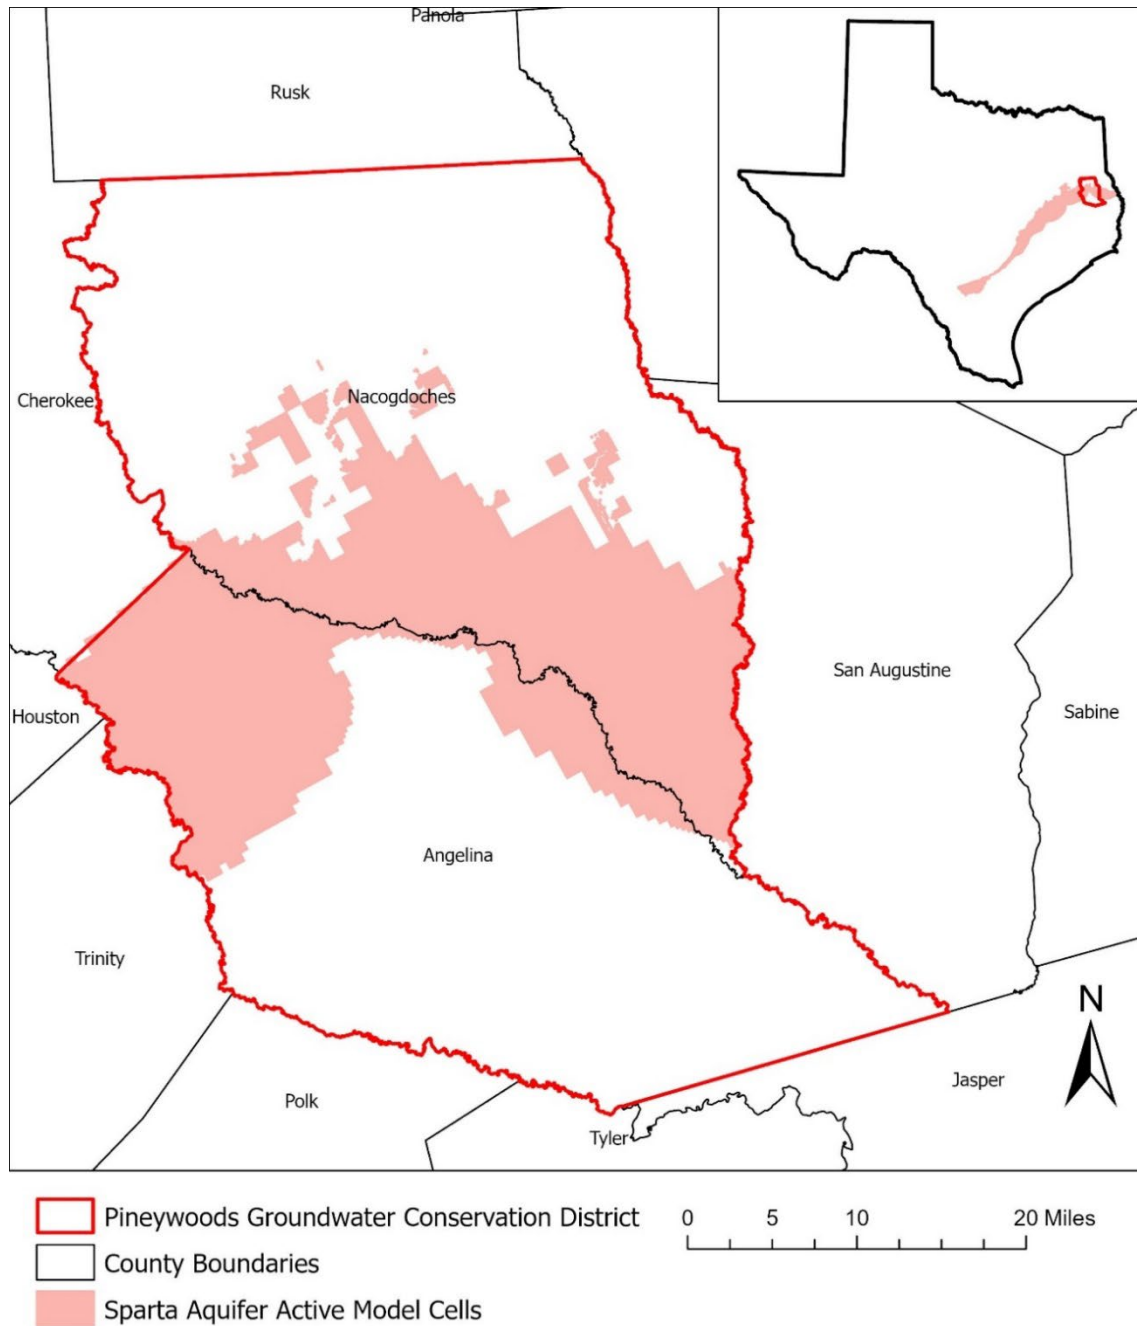 Panola
Rusk
Cherokee
Nacogdoches
San Augustine
Sabine
Houston
Angelina
Trinity
N
Jasper
Polk
Tyler
Pineywoods Groundwater Conservation District
0 5 10 20 Miles
County Boundaries
Sparta Aquifer Active Model Cells